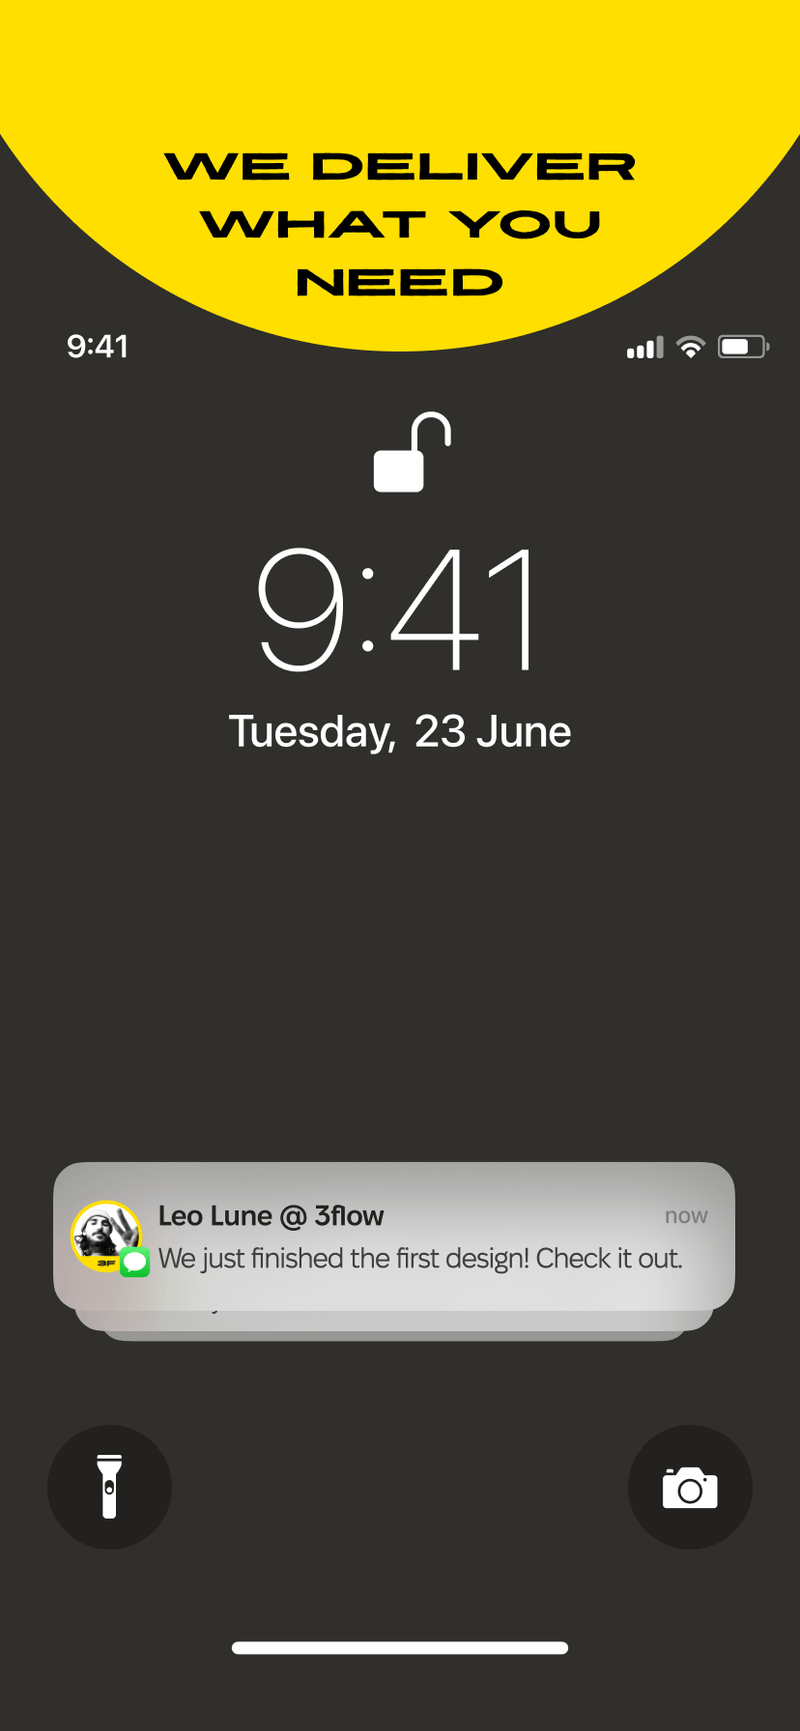 WE DELIVER
WHAT YOU
NEED
9:41
9:41
Tuesday, 23 June
Leo Lune @ 3flow
now
3F
We just finished the first design! Check it out.